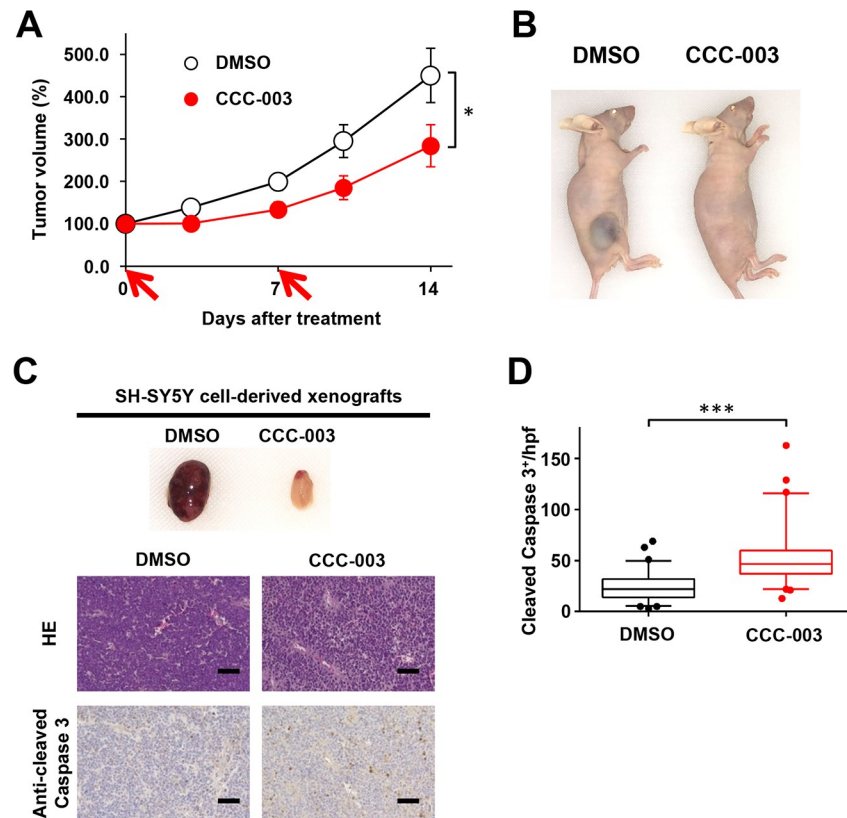 A
Tumor volume (%)
500.0
400.0
300.0
200.0
100.0
0.0
DMSO
CCC-003
*
0
7
14
Days after treatment
B
DMSO
CCC-003
C
SH-SY5Y cell-derived xenografts
DMSO
CCC-003
DMSO
CCC-003
HE
Anti-cleaved
Caspase 3
D
***
Cleaved Caspase 3⁺/hpf
150
100
50
0
DMSO
CCC-003